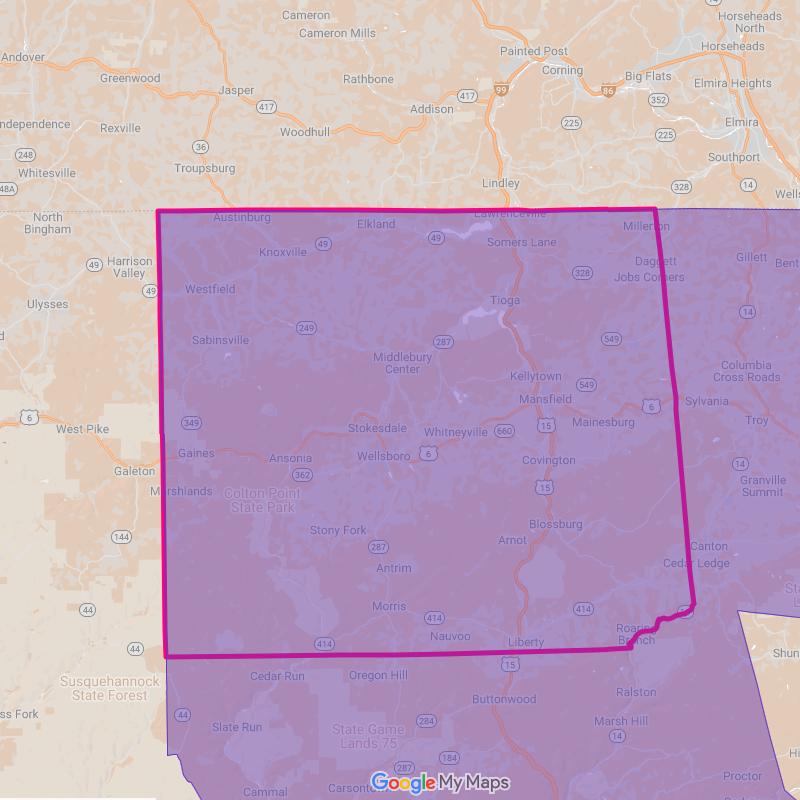 Cameron
Cameron Mills
Horseheads
North
Horseheads
Andover
Painted Post
Corning
Greenwood
Rathbone
Big Flats
Elmira Heights
Jasper
99
86
352
417
417
Addison
225
Elmira
ndependence
Rexville
Woodhull
225
36
248
Southport
Troupsburg
Whitesville
48A
Lindley
328
14
Wells
North
Bingham
Austinburg
Elkland
Lawrenceville
Millerton
49
Somers Lane
49
Knoxville
Harrison
Valley
49
Gillett
Bent
Daggett
Jobs Corners
328
49
Westfield
Ulysses
Tioga
14
249
Sabinsville
287
549
d
Middlebury
Center
Columbia
Cross Roads
Kellytown
549
Mansfield
6
Sylvania
6
349
West Pike
Stokesdale
Whitneyville
660
15
Mainesburg
Troy
Gaines
Ansonia
Wellsboro
6
Covington
14
Galeton
362
Granville
Summit
Marshlands
Colton Point
State Park
15
144
Stony Fork
Blossburg
Arnot
287
Canton
Cedar Ledge
Antrim
44
Morris
414
414
Roaring
Branch
44
414
Nauvoo
Liberty
15
Shun
Cedar Run
Oregon Hill
Susquehannock
State Forest
Buttonwood
Ralston
ss Fork
44
Slate Run
State Game
Lands 75
284
Marsh Hill
14
184
287
Proctor
Cammal
Google My Maps